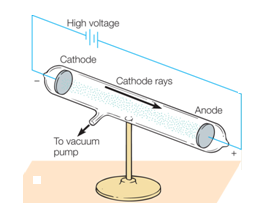 High voltage
Cathode
Cathode rays
Anode
−
+
To vacuum
pump